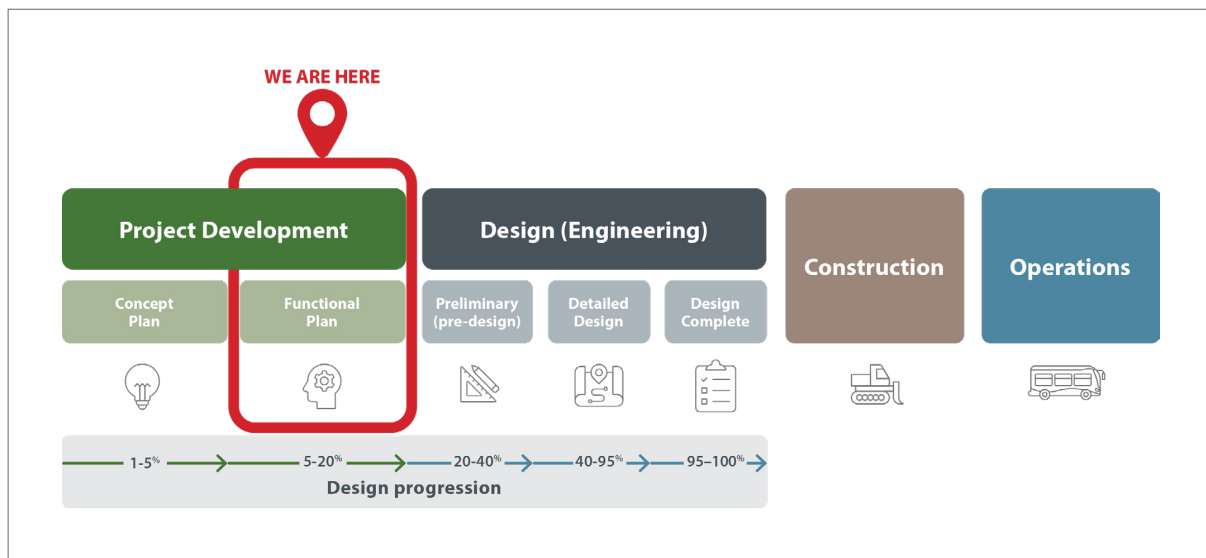 WE ARE HERE
Project Development
Design (Engineering)
Construction
Operations
Concept
Plan
Functional
Plan
Preliminary
(pre-design)
Detailed
Design
Design
Complete
1-5%
5-20%
20-40%
40-95%
95–100%
Design progression